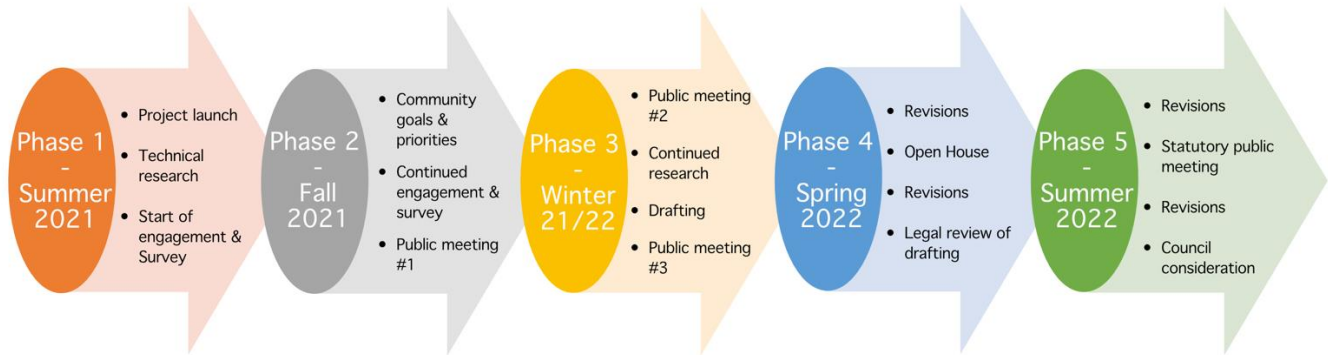 Phase 1
-
Summer
2021
• Project launch
• Technical
research
• Start of
engagement &
Survey
Phase 2
-
Fall
2021
• Community
goals &
priorities
• Continued
engagement &
survey
• Public meeting
#1
Phase 3
-
Winter
21/22
• Public meeting
#2
• Continued
research
• Drafting
• Public meeting
#3
Phase 4
-
Spring
2022
• Revisions
• Open House
• Revisions
• Legal review of
drafting
Phase 5
-
Summer
2022
• Revisions
• Statutory public
meeting
• Revisions
• Council
consideration